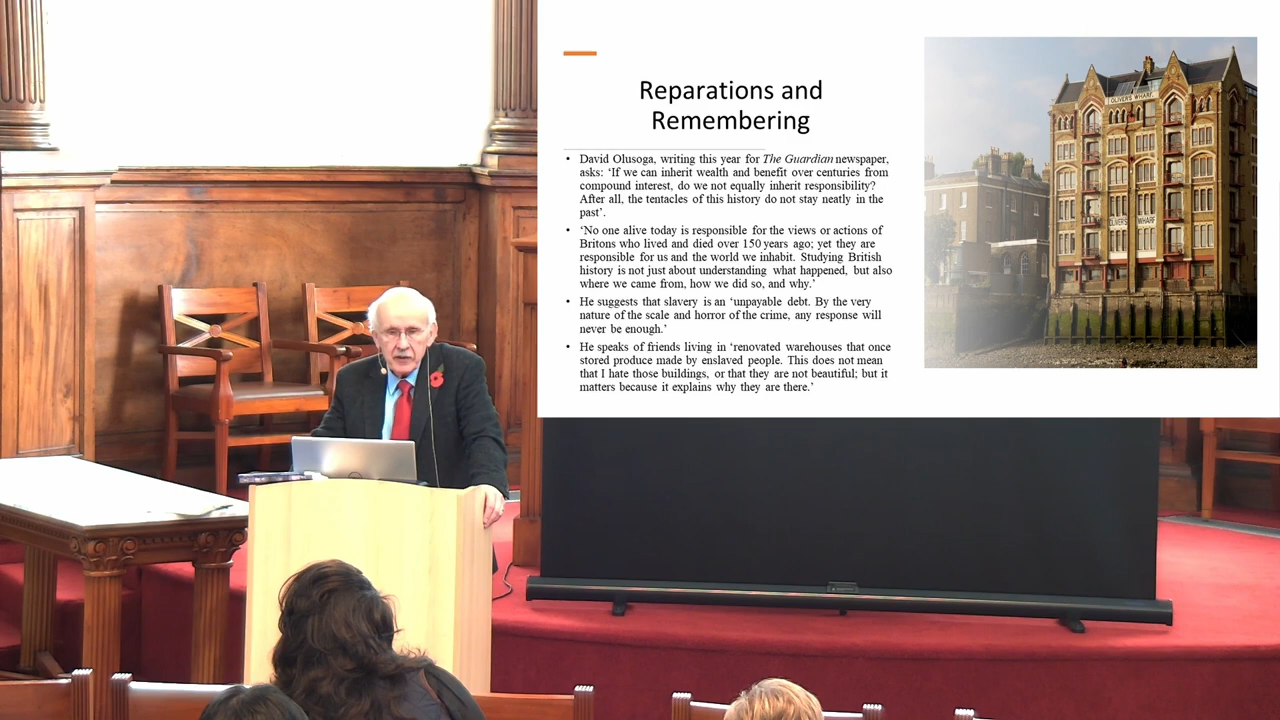 Reparations and
Remembering
• David Olusoga, writing this year for The Guardian newspaper,
asks: ‘If we can inherit wealth and benefit over centuries from
compound interest, do we not equally inherit responsibility?
After all, the tentacles of this history do not stay neatly in the
past’.
• ‘No one alive today is responsible for the views or actions of
Britons who lived and died over 150 years ago; yet they are
responsible for us and the world we inhabit. Studying British
history is not just about understanding what happened, but also
where we came from, how we did so, and why.’
• He suggests that slavery is an ‘unpayable debt. By the very
nature of the scale and horror of the crime, any response will
never be enough.’
• He speaks of friends living in ‘renovated warehouses that once
stored produce made by enslaved people. This does not mean
that I hate those buildings, or that they are not beautiful; but it
matters because it explains why they are there.’
OLIVER'S WHARF
OLIVER'S WHARF